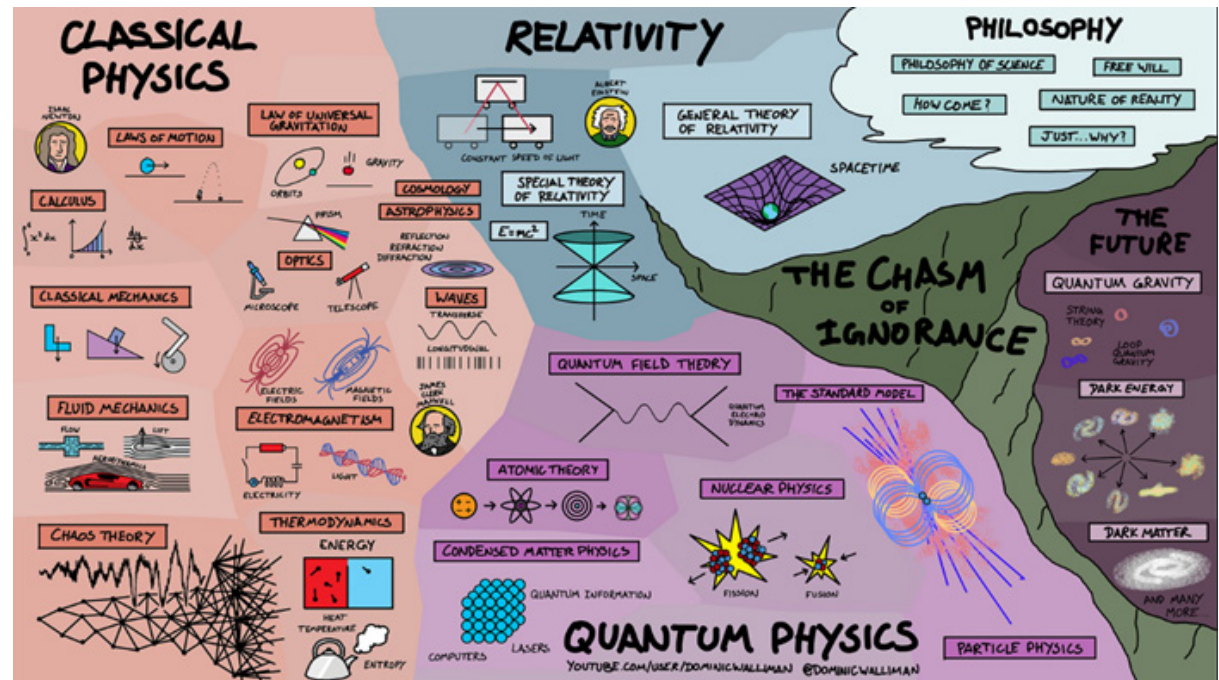 CLASSICAL
PHYSICS
ISAAC
NEWTON
LAWS OF MOTION
LAW OF UNIVERSAL
GRAVITATION
ORBITS
GRAVITY
CALCULUS
∫ x² dx
dy
dx
PRISM
OPTICS
MICROSCOPE
TELESCOPE
COSMOLOGY
ASTROPHYSICS
REFLECTION
REFRACTION
DIFFRACTION
WAVES
TRANSVERSE
LONGITUDINAL
CLASSICAL MECHANICS
FLUID MECHANICS
FLOW
LIFT
AERODYNAMICS
ELECTRIC
FIELDS
MAGNETIC
FIELDS
ELECTROMAGNETISM
JAMES
CLERK
MAXWELL
ELECTRICITY
LIGHT
CHAOS THEORY
THERMODYNAMICS
ENERGY
HEAT
TEMPERATURE
ENTROPY
RELATIVITY
ALBERT
EINSTEIN
CONSTANT SPEED OF LIGHT
SPECIAL THEORY
OF RELATIVITY
E=mc²
TIME
SPACE
GENERAL THEORY
OF RELATIVITY
SPACETIME
PHILOSOPHY
PHILOSOPHY OF SCIENCE
FREE WILL
HOW COME?
NATURE OF REALITY
JUST...WHY?
THE CHASM
OF
IGNORANCE
THE
FUTURE
QUANTUM GRAVITY
STRING
THEORY
LOOP
QUANTUM
GRAVITY
DARK ENERGY
DARK MATTER
AND MANY
MORE...
QUANTUM FIELD THEORY
QUANTUM
ELECTRO
DYNAMICS
THE STANDARD MODEL
ATOMIC THEORY
NUCLEAR PHYSICS
FISSION
FUSION
CONDENSED MATTER PHYSICS
QUANTUM INFORMATION
LASERS
COMPUTERS
PARTICLE PHYSICS
QUANTUM PHYSICS
YOUTUBE.COM/USER/DOMINICWALLIMAN @DOMINICWALLIMAN